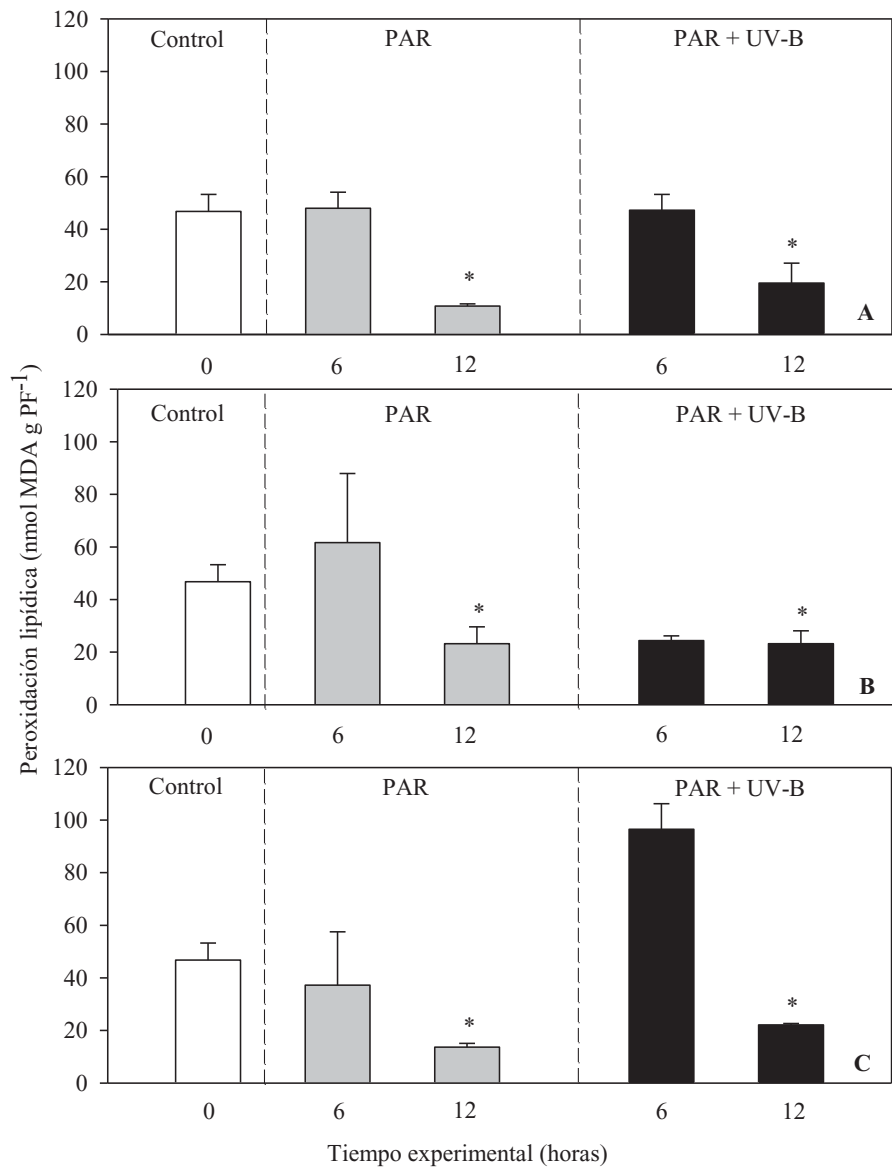 120
Control PAR PAR + UV-B
100
80
60
40
20
* *
0
A
0 6 12 6 12
Peroxidación lipídica (nmol MDA g PF-1)
120
Control PAR PAR + UV-B
100
80
60
40
20
* *
0
B
0 6 12 6 12
120
Control PAR PAR + UV-B
100
80
60
40
20
* *
0
C
0 6 12 6 12
Tiempo experimental (horas)